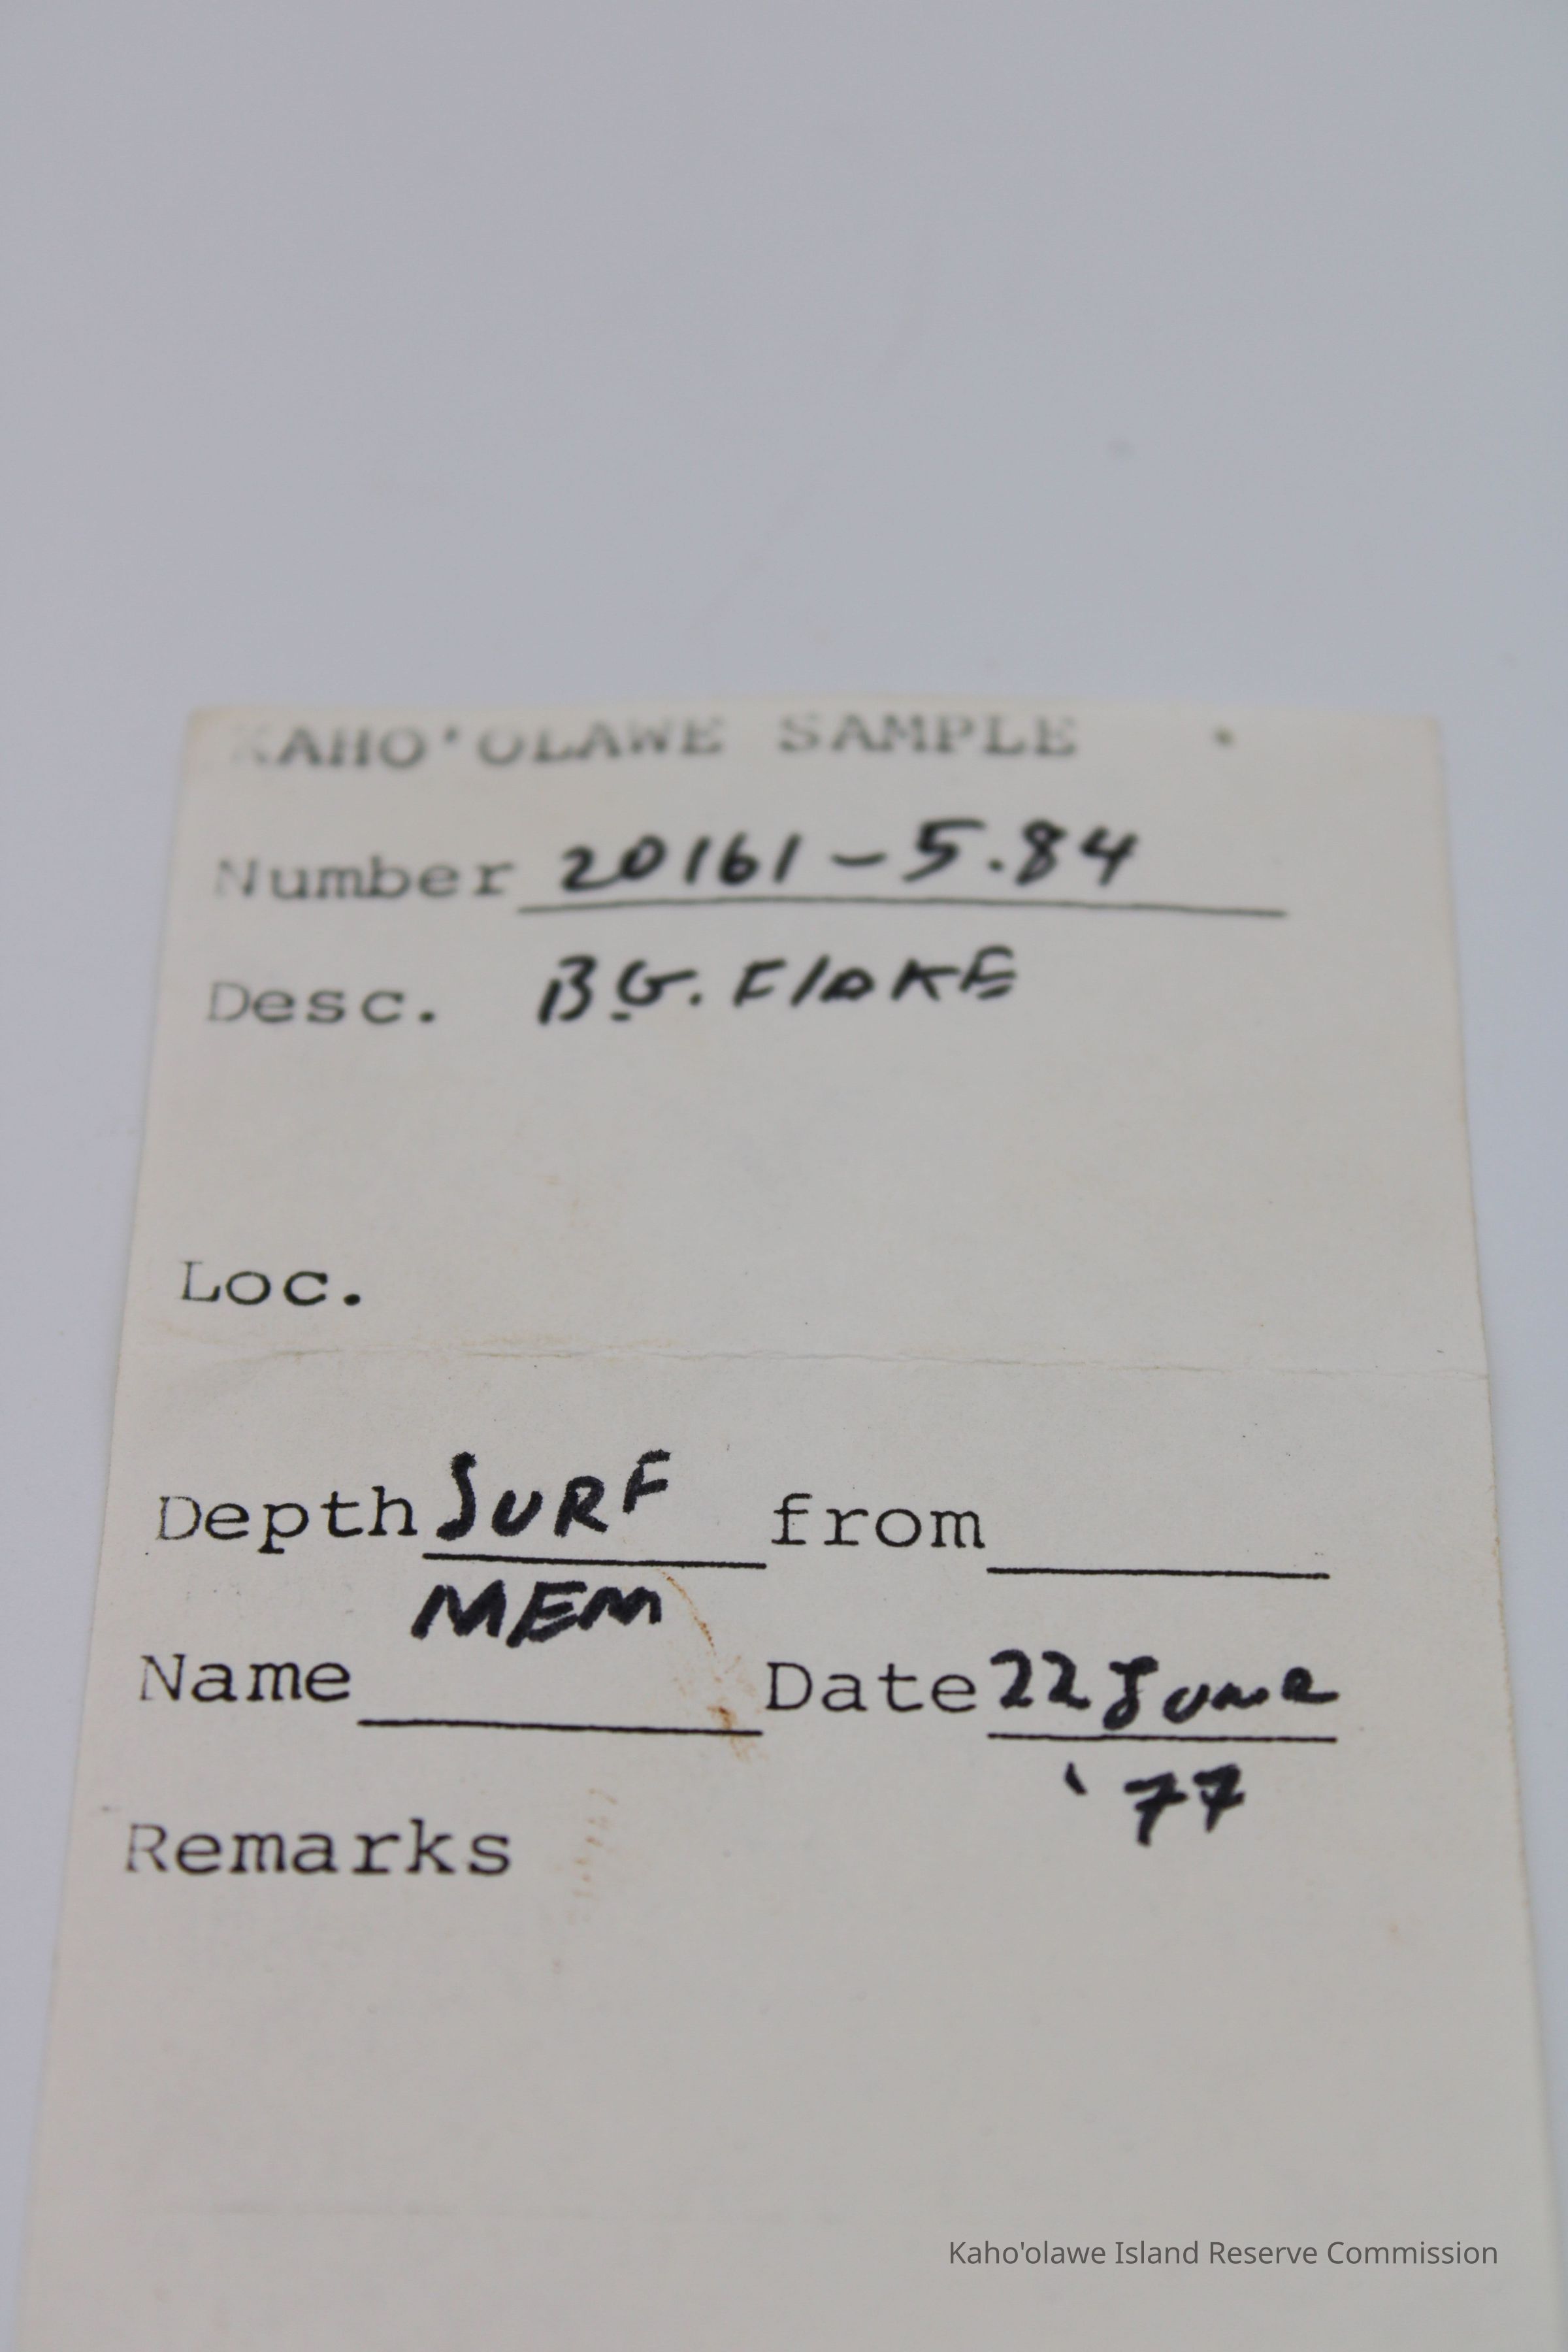 KAHO'OLAWE SAMPLE
Number 20161-5.84
Desc. BG. FlAKE
Loc.
Depth SURF from
MEM
Name Date 22 June
'77
Remarks
Kaho'olawe Island Reserve Commission